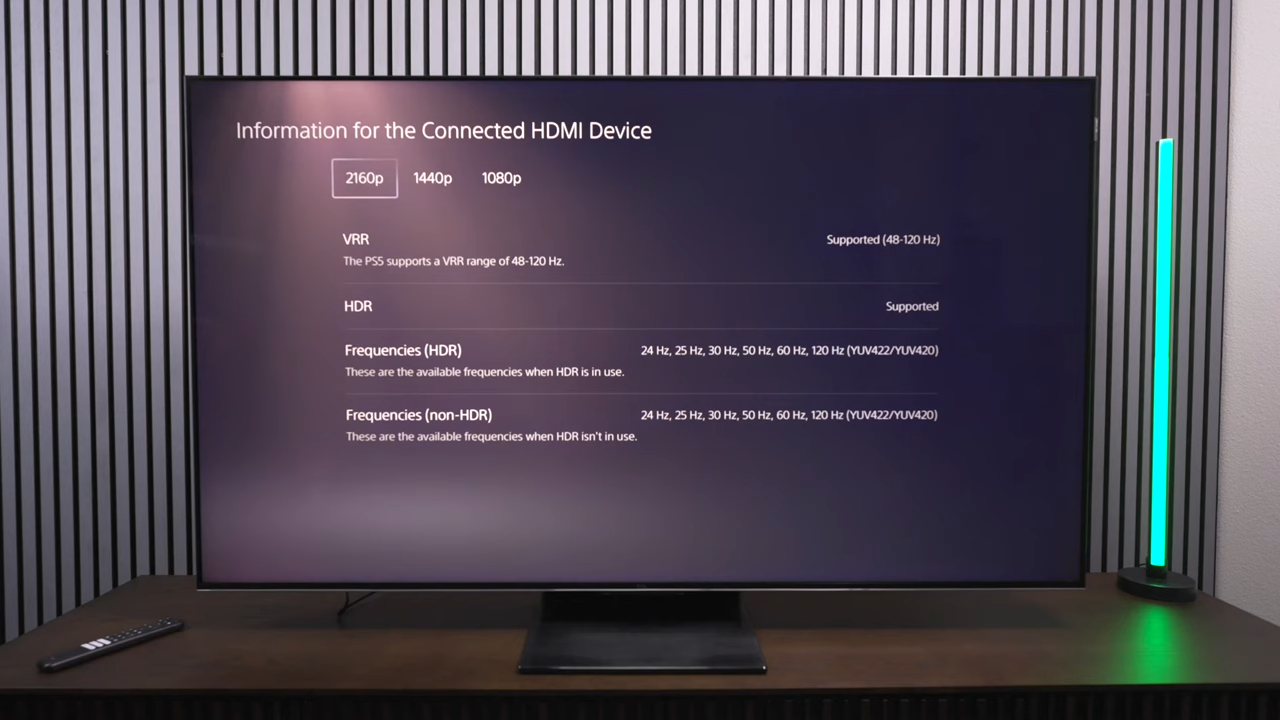 Information for the Connected HDMI Device
2160p 1440p 1080p
VRR Supported (48-120 Hz)
The PS5 supports a VRR range of 48-120 Hz.
HDR Supported
Frequencies (HDR) 24 Hz, 25 Hz, 30 Hz, 50 Hz, 60 Hz, 120 Hz (YUV422/YUV420)
These are the available frequencies when HDR is in use.
Frequencies (non-HDR) 24 Hz, 25 Hz, 30 Hz, 50 Hz, 60 Hz, 120 Hz (YUV422/YUV420)
These are the available frequencies when HDR isn't in use.